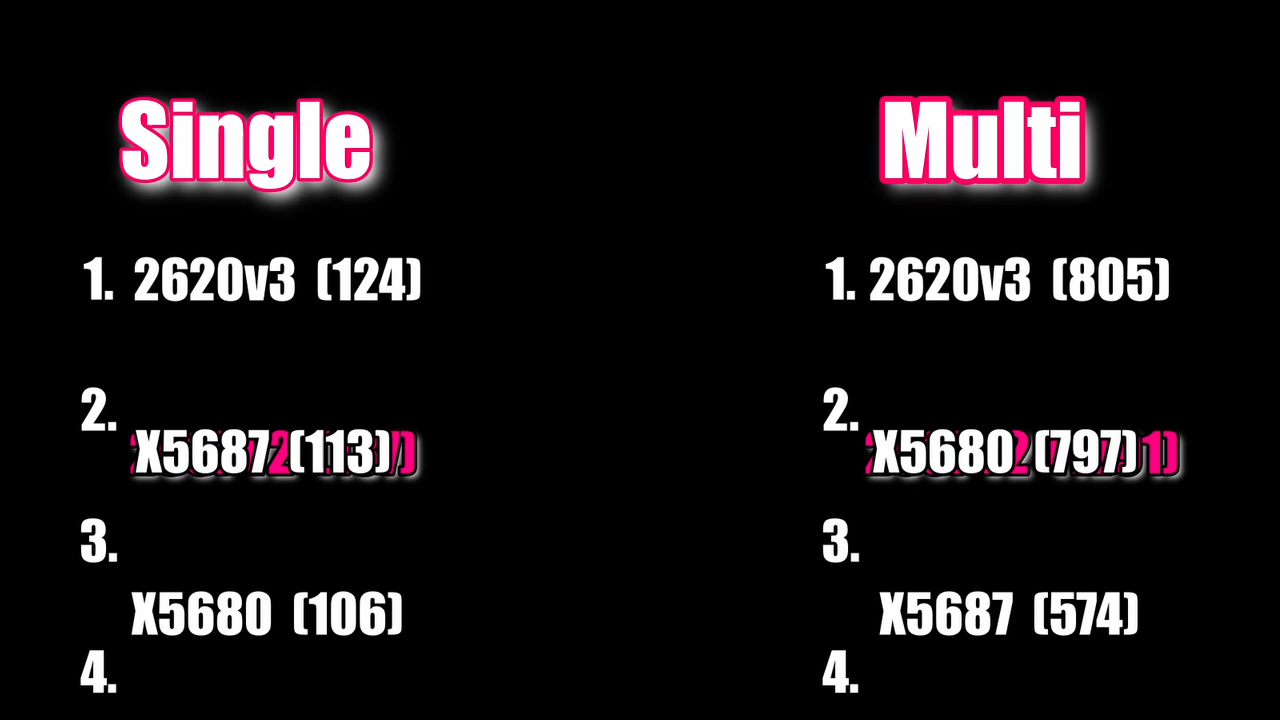 Single
1. 2620v3 (124)
2.
X5687 (113)
3.
X5680 (106)
4.
Multi
1. 2620v3 (805)
2.
X5680 (797)
3.
X5687 (574)
4.